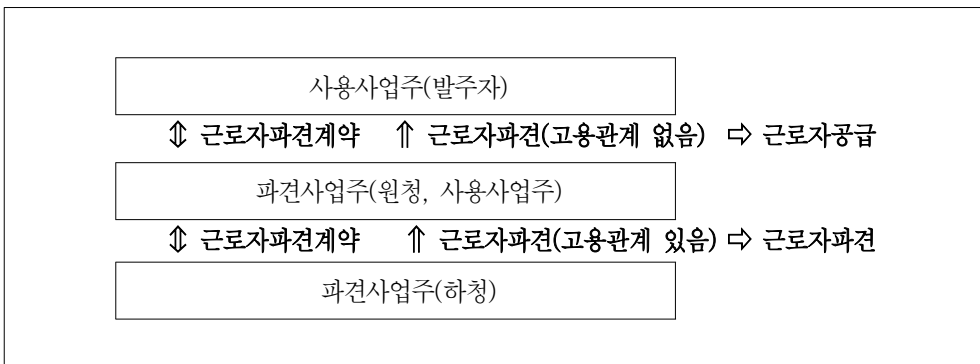 사용사업주(발주자)
⇕ 근로자파견계약 ⇑ 근로자파견(고용관계 없음) ⇨ 근로자공급
파견사업주(원청, 사용사업주)
⇕ 근로자파견계약 ⇑ 근로자파견(고용관계 있음) ⇨ 근로자파견
파견사업주(하청)